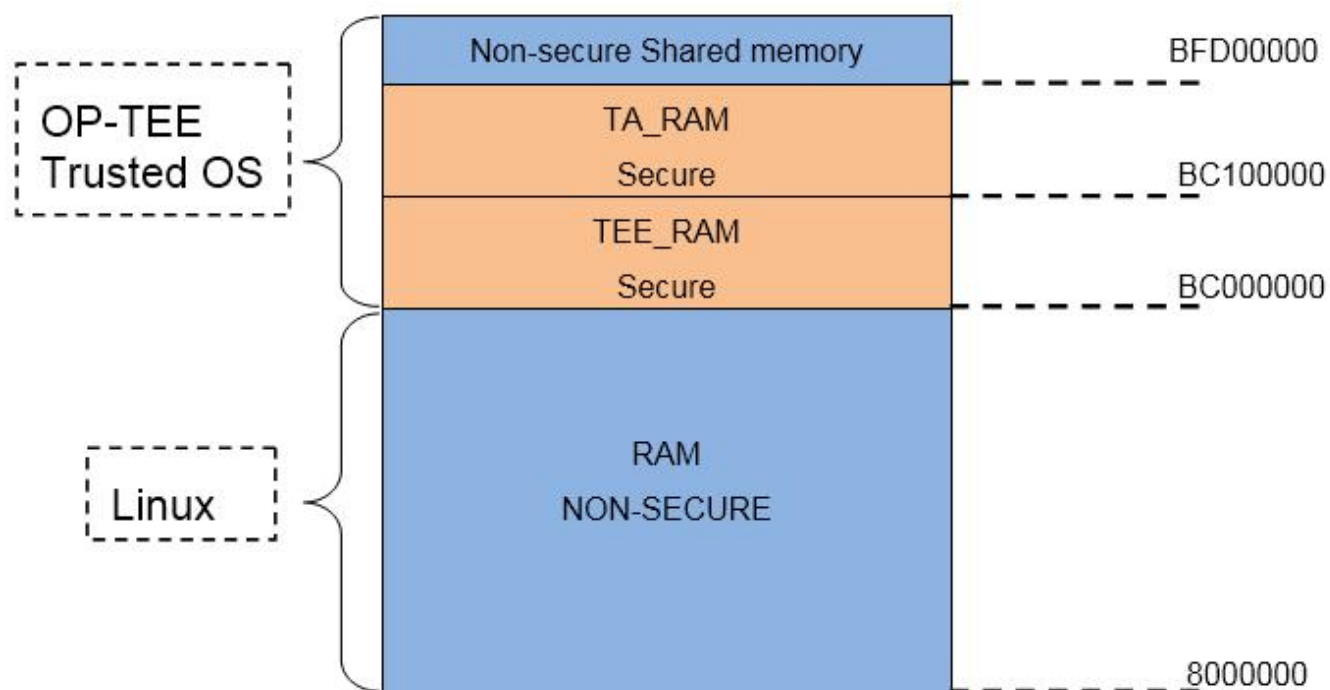 Non-secure Shared memory
BFD00000
OP-TEE
Trusted OS
TA_RAM
Secure
BC100000
TEE_RAM
Secure
BC000000
Linux
RAM
NON-SECURE
8000000